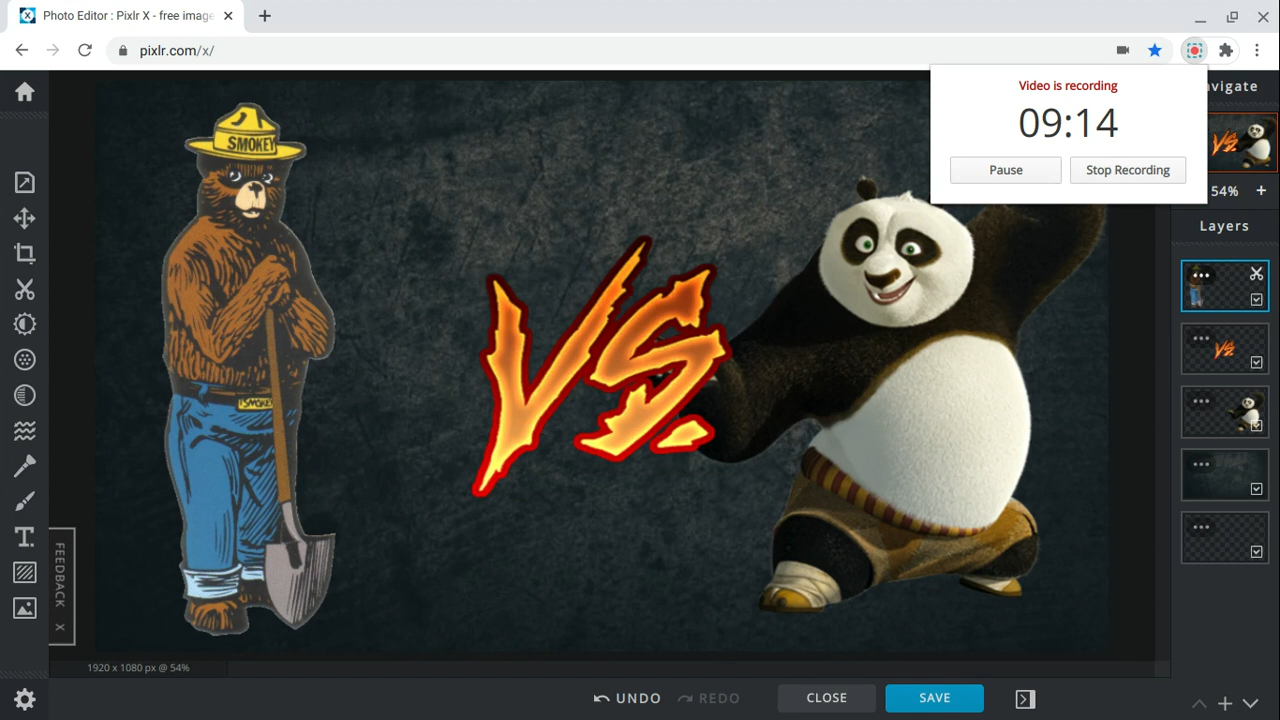 Photo Editor : Pixlr X - free image
pixlr.com/x/
Video is recording
09:14
Pause
Stop Recording
avigate
54%
Layers
SMOKEY
SMOKEY
VS.
FEEDBACK X
1920 x 1080 px @ 54%
UNDO
REDO
CLOSE
SAVE